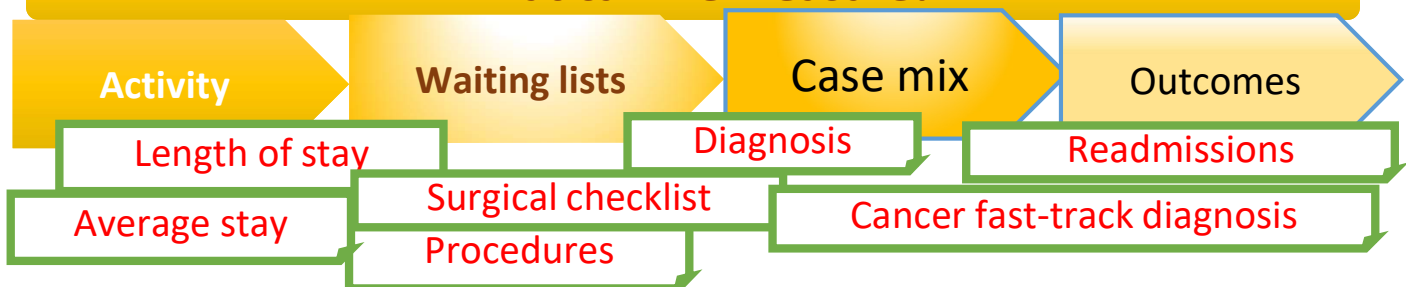 Activity
Waiting lists
Case mix
Outcomes
Length of stay
Diagnosis
Readmissions
Average stay
Surgical checklist
Cancer fast-track diagnosis
Procedures